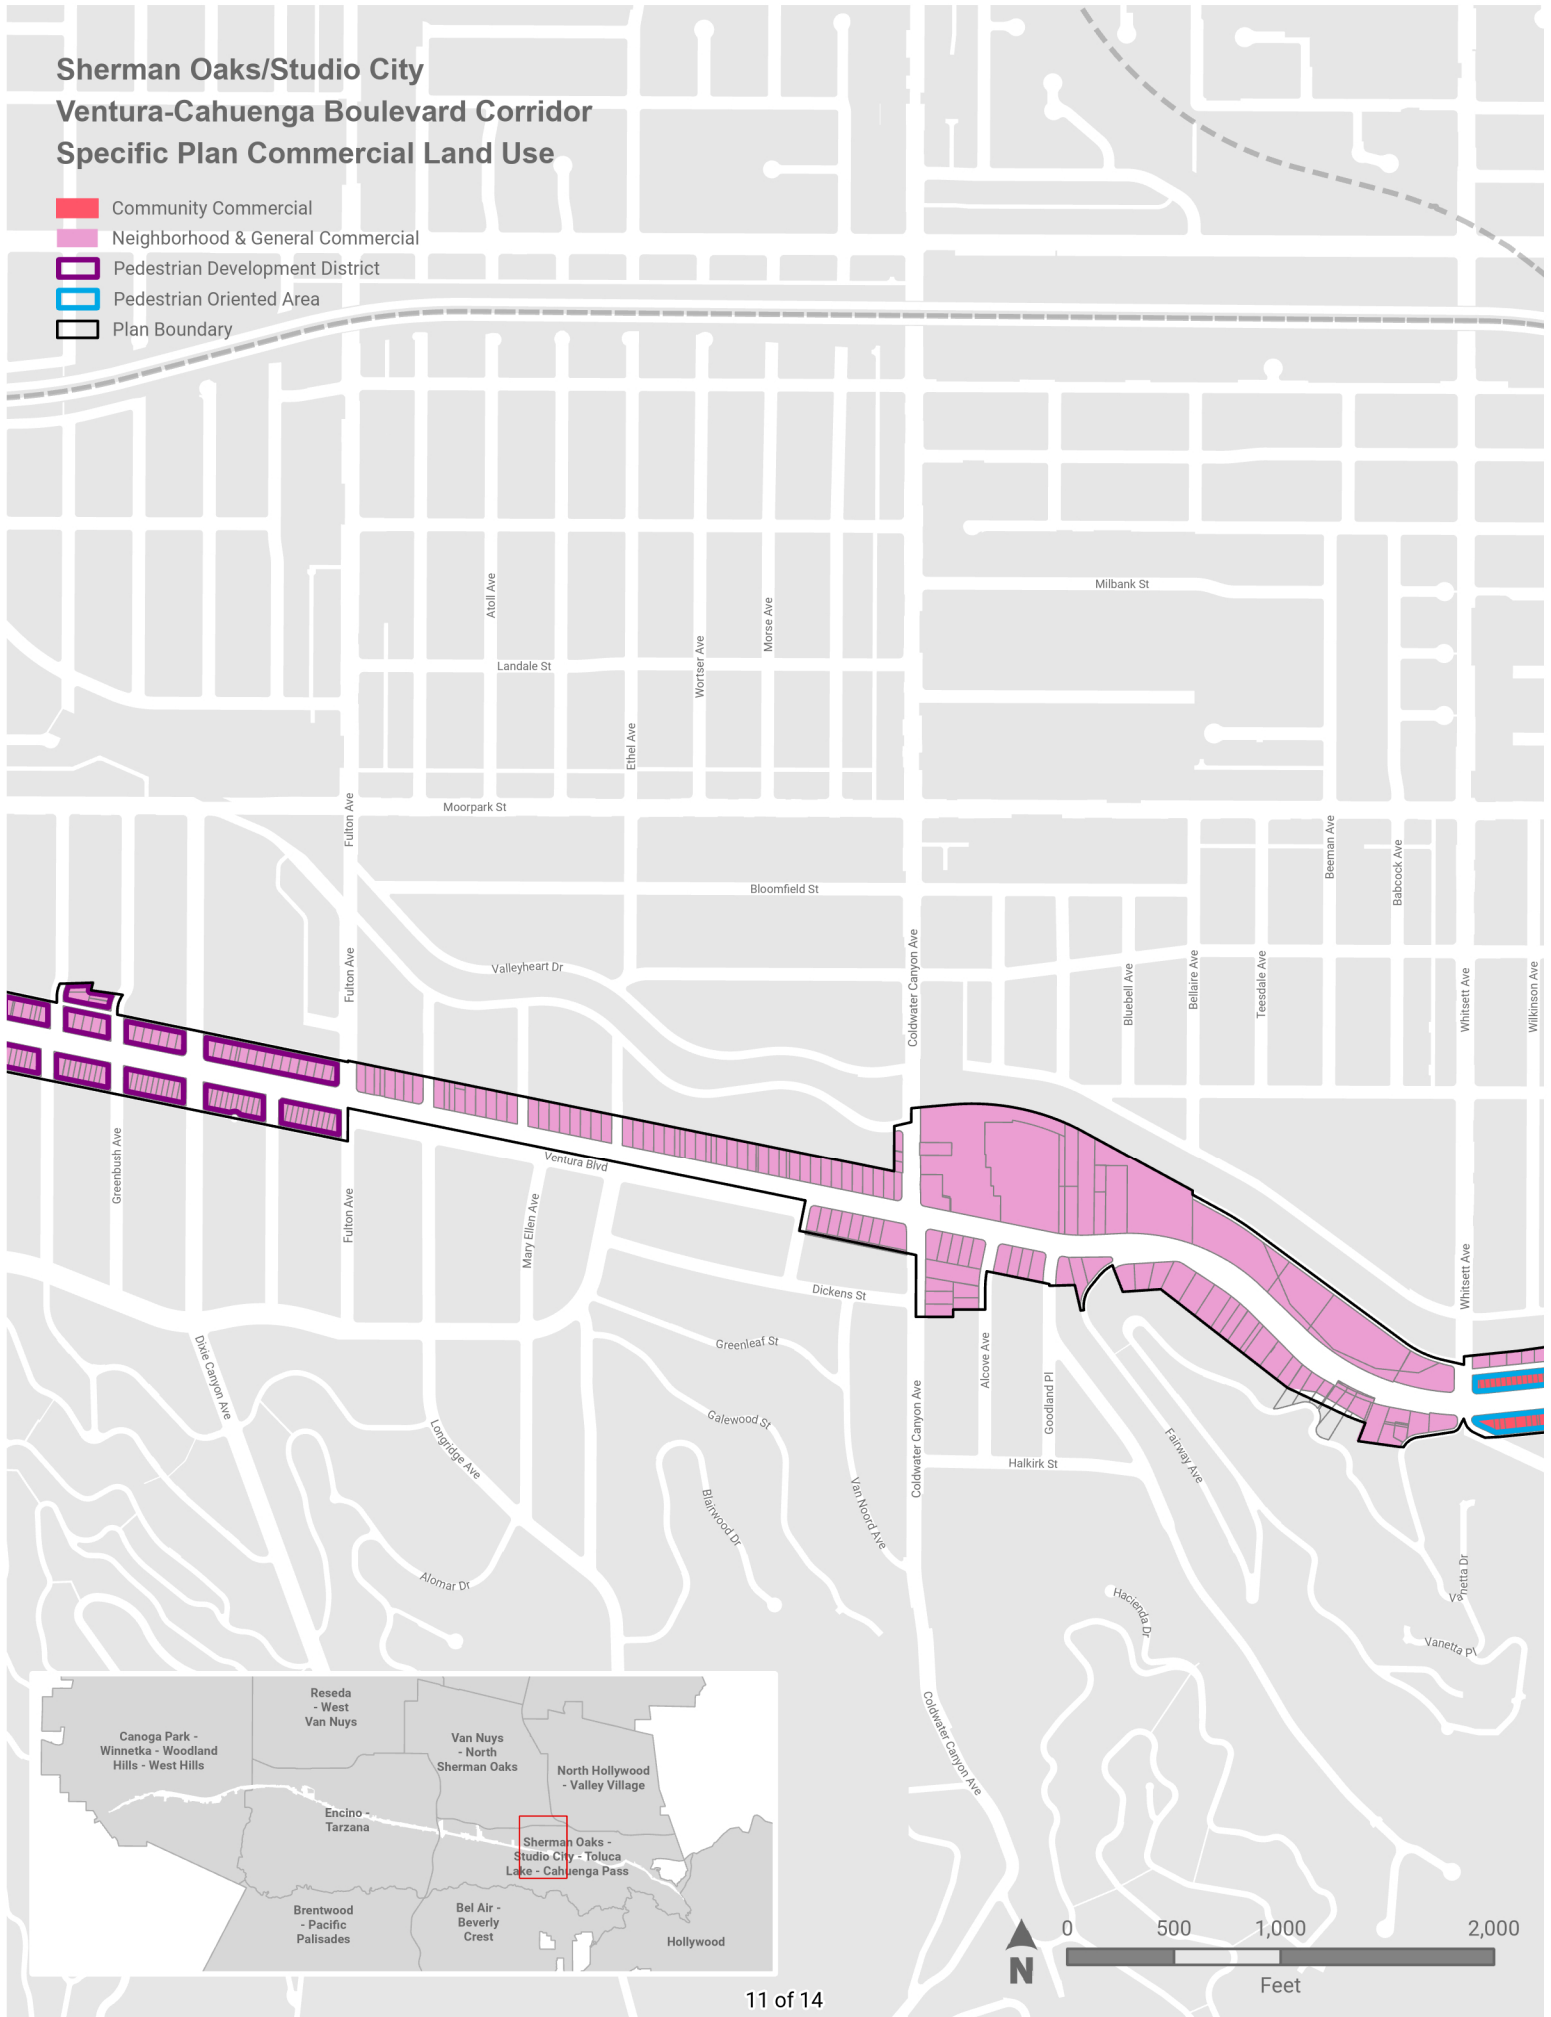 Sherman Oaks/Studio City
Ventura-Cahuenga Boulevard Corridor
Specific Plan Commercial Land Use
Community Commercial
Neighborhood & General Commercial
Pedestrian Development District
Pedestrian Oriented Area
Plan Boundary
Milbank St
Atoll Ave
Morse Ave
Wortser Ave
Landale St
Ethel Ave
Moorpark St
Fulton Ave
Beeman Ave
Babcock Ave
Bloomfield St
Valleyheart Dr
Fulton Ave
Coldwater Canyon Ave
Bluebell Ave
Bellaire Ave
Teesdale Ave
Whitsett Ave
Wilkinson Ave
Greenbush Ave
Ventura Blvd
Fulton Ave
Mary Ellen Ave
Whitsett Ave
Dickens St
Greenleaf St
Alcove Ave
Goodland Pl
Dixie Canyon Ave
Galewood St
Coldwater Canyon Ave
Longridge Ave
Halkirk St
Fairway Ave
Blairwood Dr
Van Noord Ave
Alomar Dr
Hacienda Dr
Vanetta Dr
Vanetta Pl
Coldwater Canyon Ave
Reseda
- West
Van Nuys
Canoga Park -
Winnetka - Woodland
Hills - West Hills
Van Nuys
- North
Sherman Oaks
North Hollywood
- Valley Village
Encino -
Tarzana
Sherman Oaks -
Studio City - Toluca
Lake - Cahuenga Pass
Brentwood
- Pacific
Palisades
Bel Air -
Beverly
Crest
Hollywood
N
0 500 1,000 2,000
Feet
11 of 14